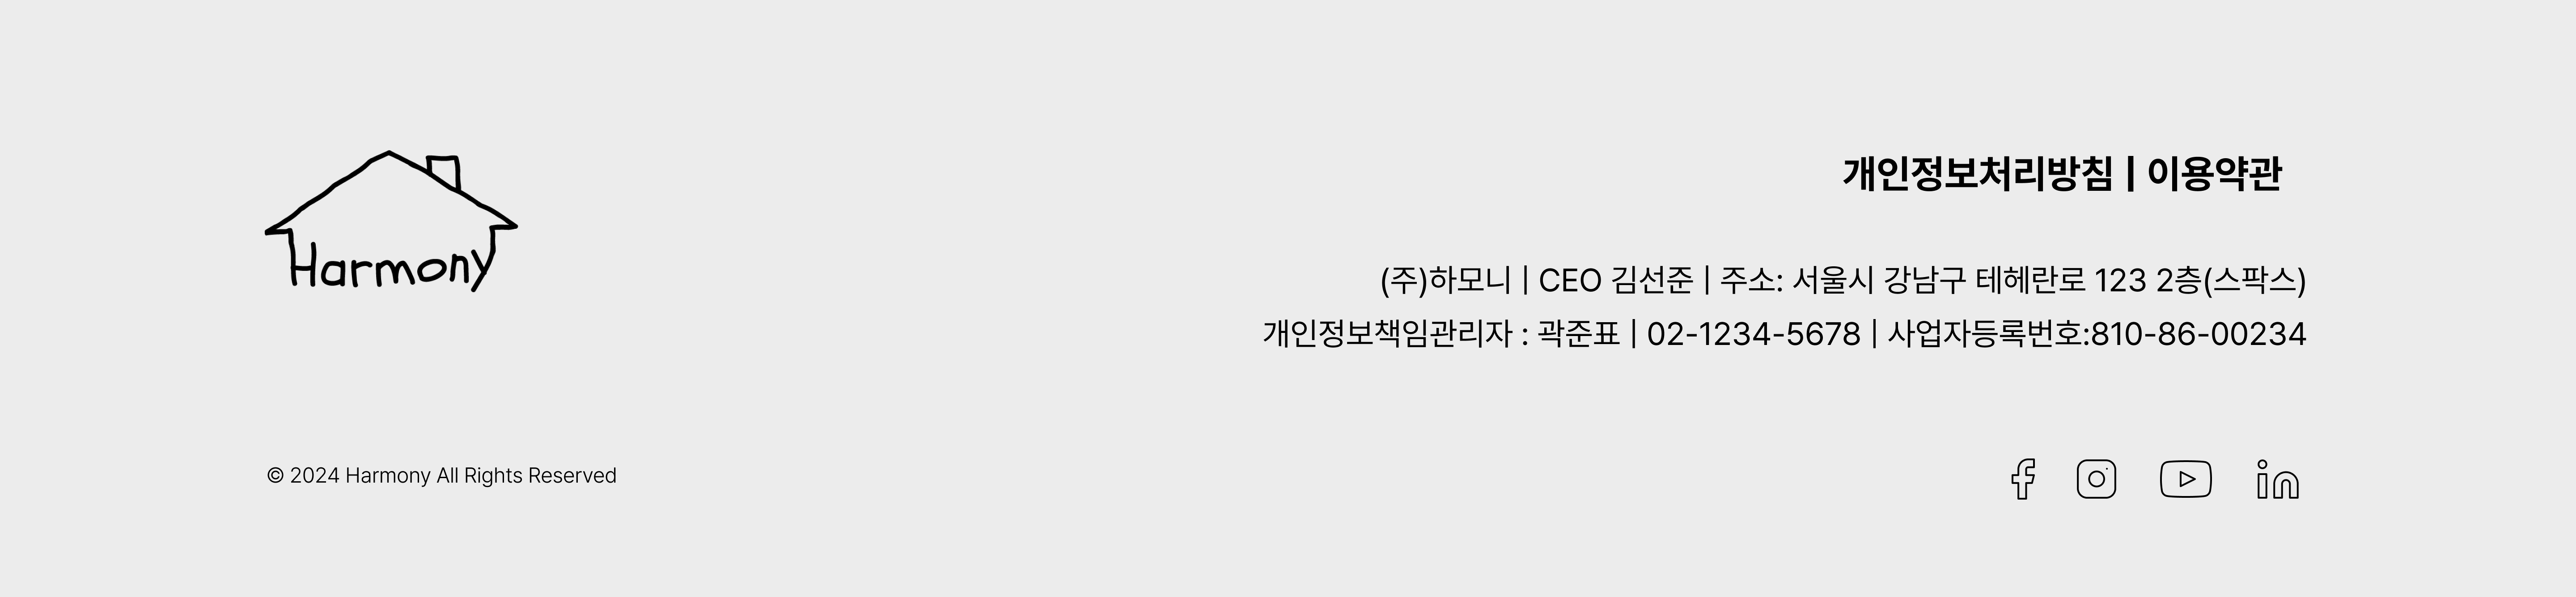 Harmony
개인정보처리방침 | 이용약관
(주)하모니 | CEO 김선준 | 주소: 서울시 강남구 테헤란로 123 2층(스팍스)
개인정보책임관리자 : 곽준표 | 02-1234-5678 | 사업자등록번호:810-86-00234
© 2024 Harmony All Rights Reserved